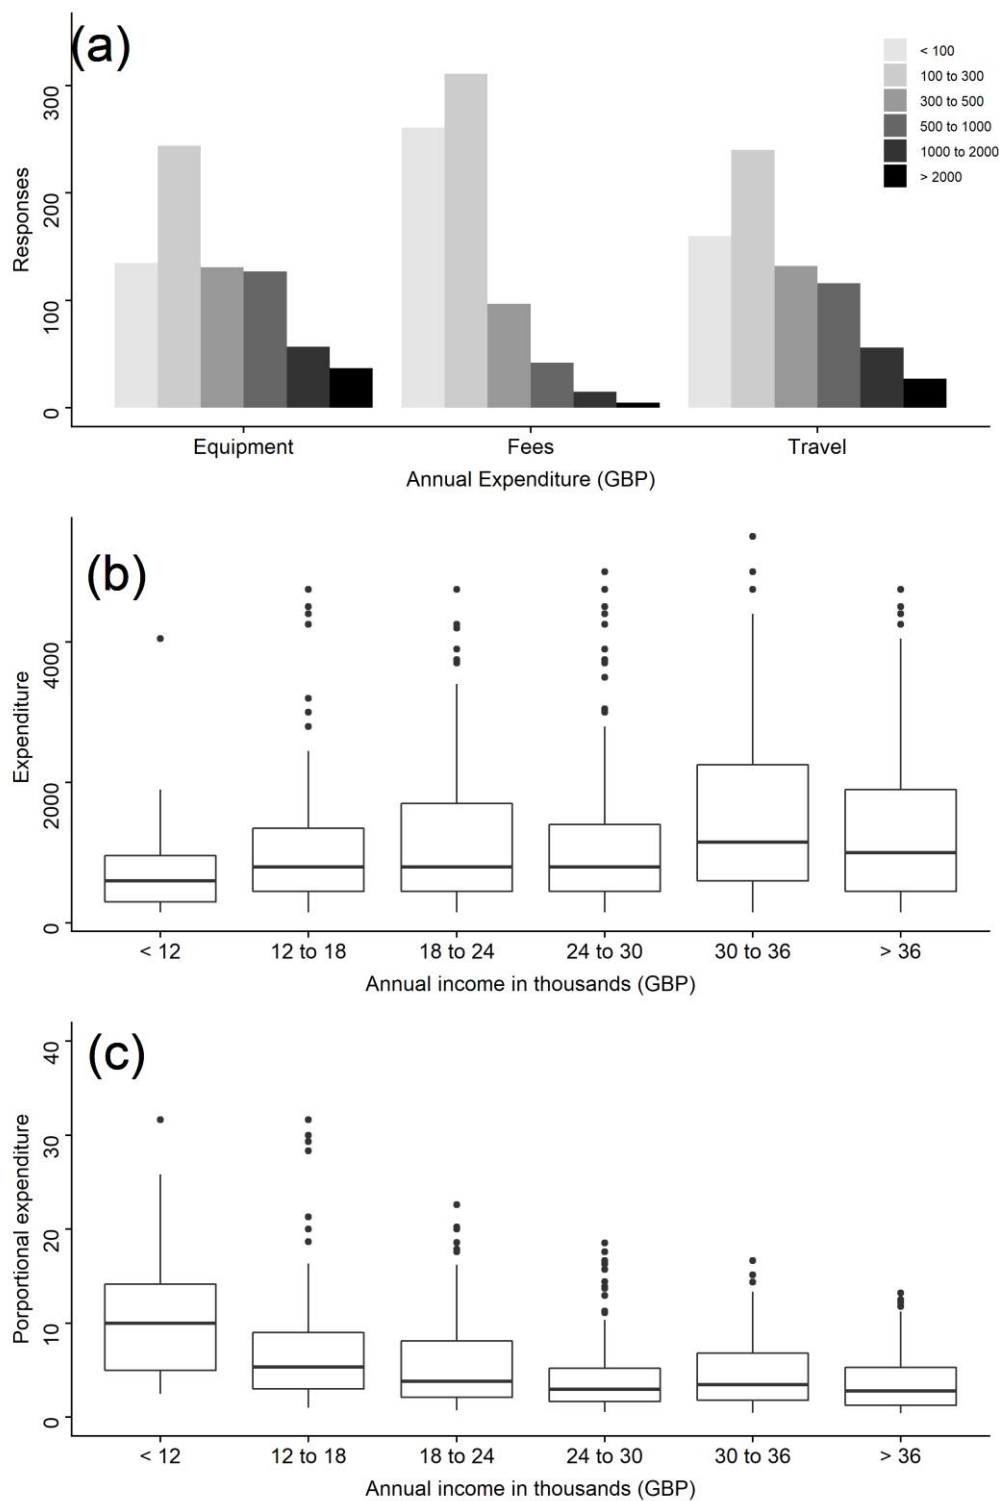 (a)
< 100
100 to 300
300 to 500
500 to 1000
1000 to 2000
> 2000
Responses
300
200
100
0
Equipment Fees Travel
Annual Expenditure (GBP)
(b)
Expenditure
4000
2000
0
< 12 12 to 18 18 to 24 24 to 30 30 to 36 > 36
Annual income in thousands (GBP)
(c)
Porportional expenditure
40
30
20
10
0
< 12 12 to 18 18 to 24 24 to 30 30 to 36 > 36
Annual income in thousands (GBP)